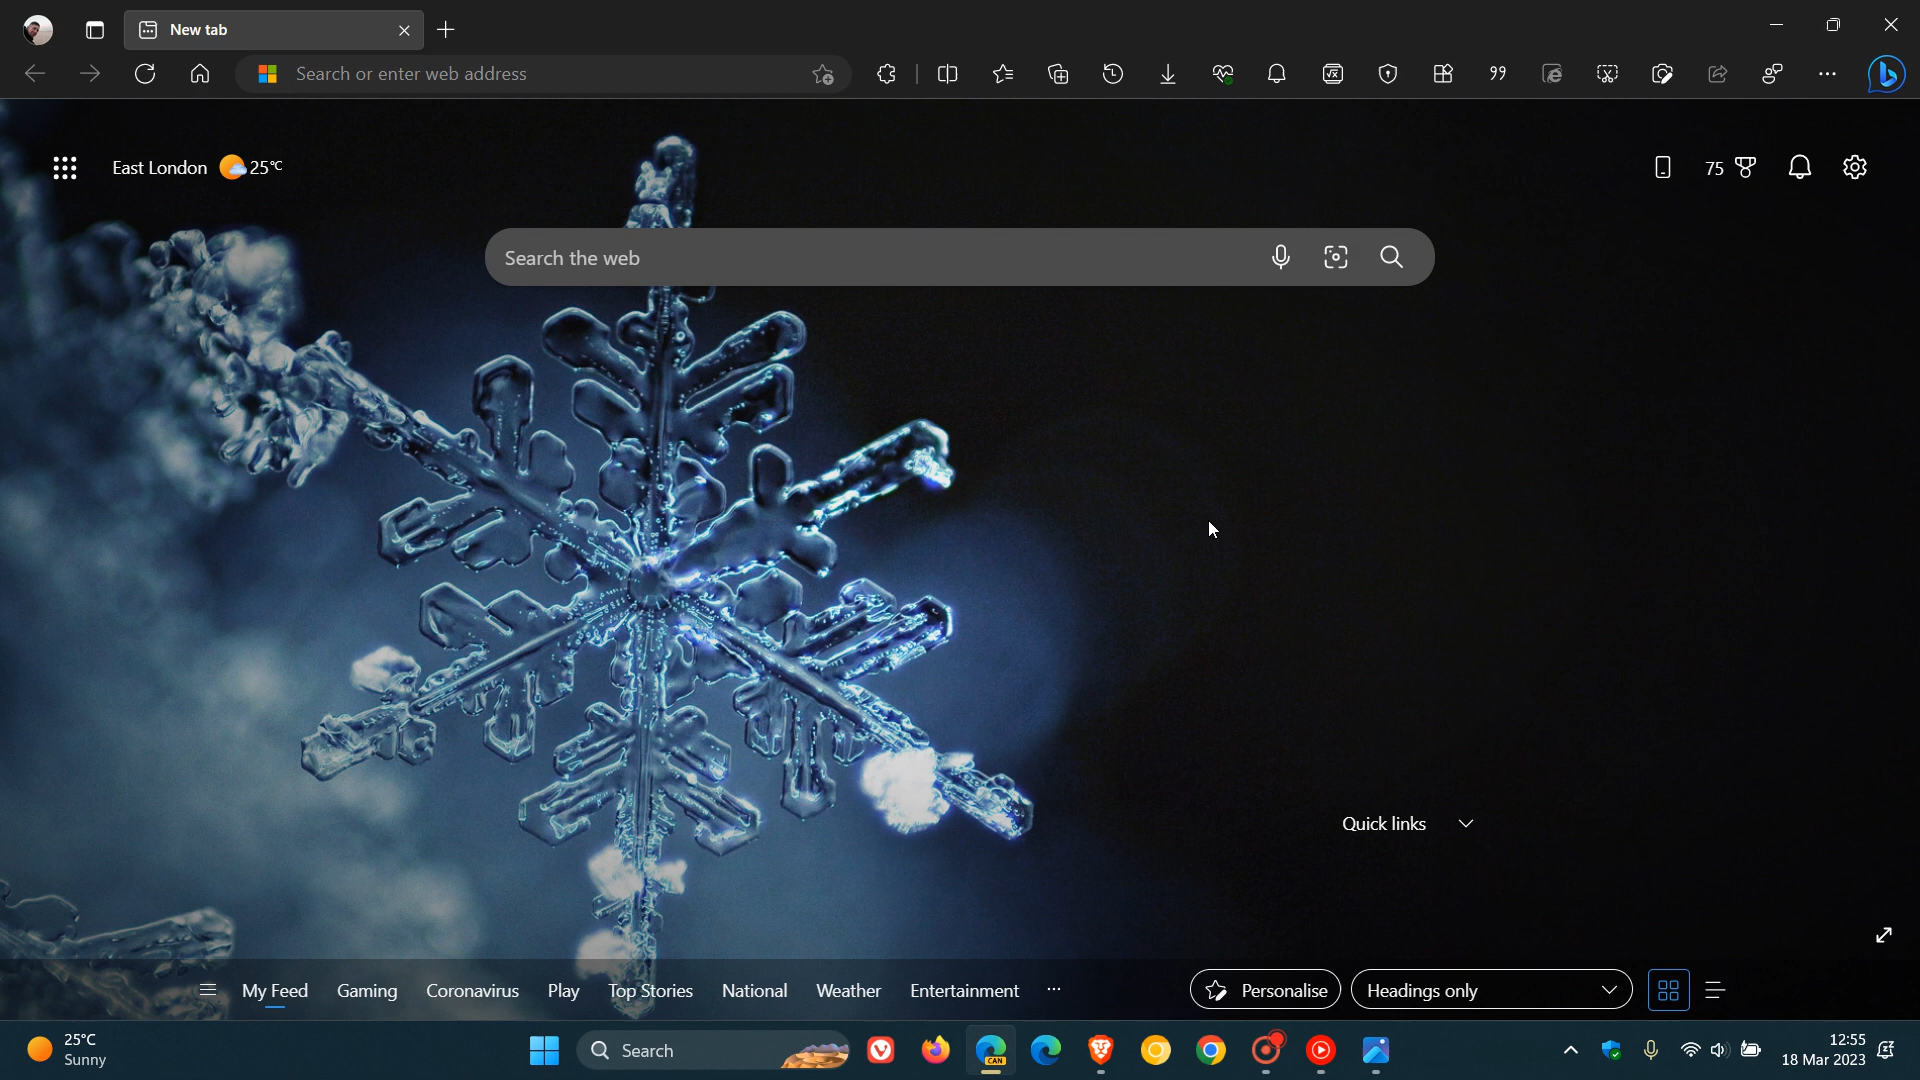 New tab
Search or enter web address
East London 25°C
75
Search the web
Quick links
My Feed Gaming Coronavirus Play Top Stories National Weather Entertainment
Personalise
Headings only
25°C
Sunny
Search
CAN
12:55
18 Mar 2023